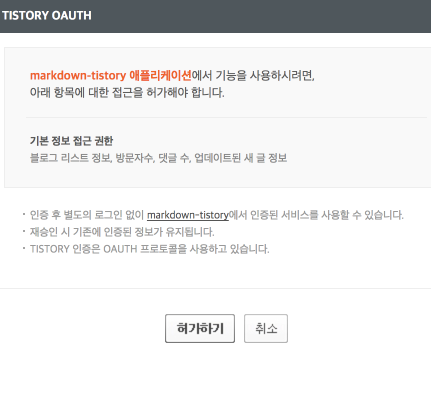 TISTORY OAUTH
markdown-tistory 애플리케이션에서 기능을 사용하시려면,
아래 항목에 대한 접근을 허가해야 합니다.
기본 정보 접근 권한
블로그 리스트 정보, 방문자수, 댓글 수, 업데이트된 새 글 정보
· 인증 후 별도의 로그인 없이 markdown-tistory에서 인증된 서비스를 사용할 수 있습니다.
· 재승인 시 기존에 인증된 정보가 유지됩니다.
· TISTORY 인증은 OAUTH 프로토콜을 사용하고 있습니다.
허가하기 취소